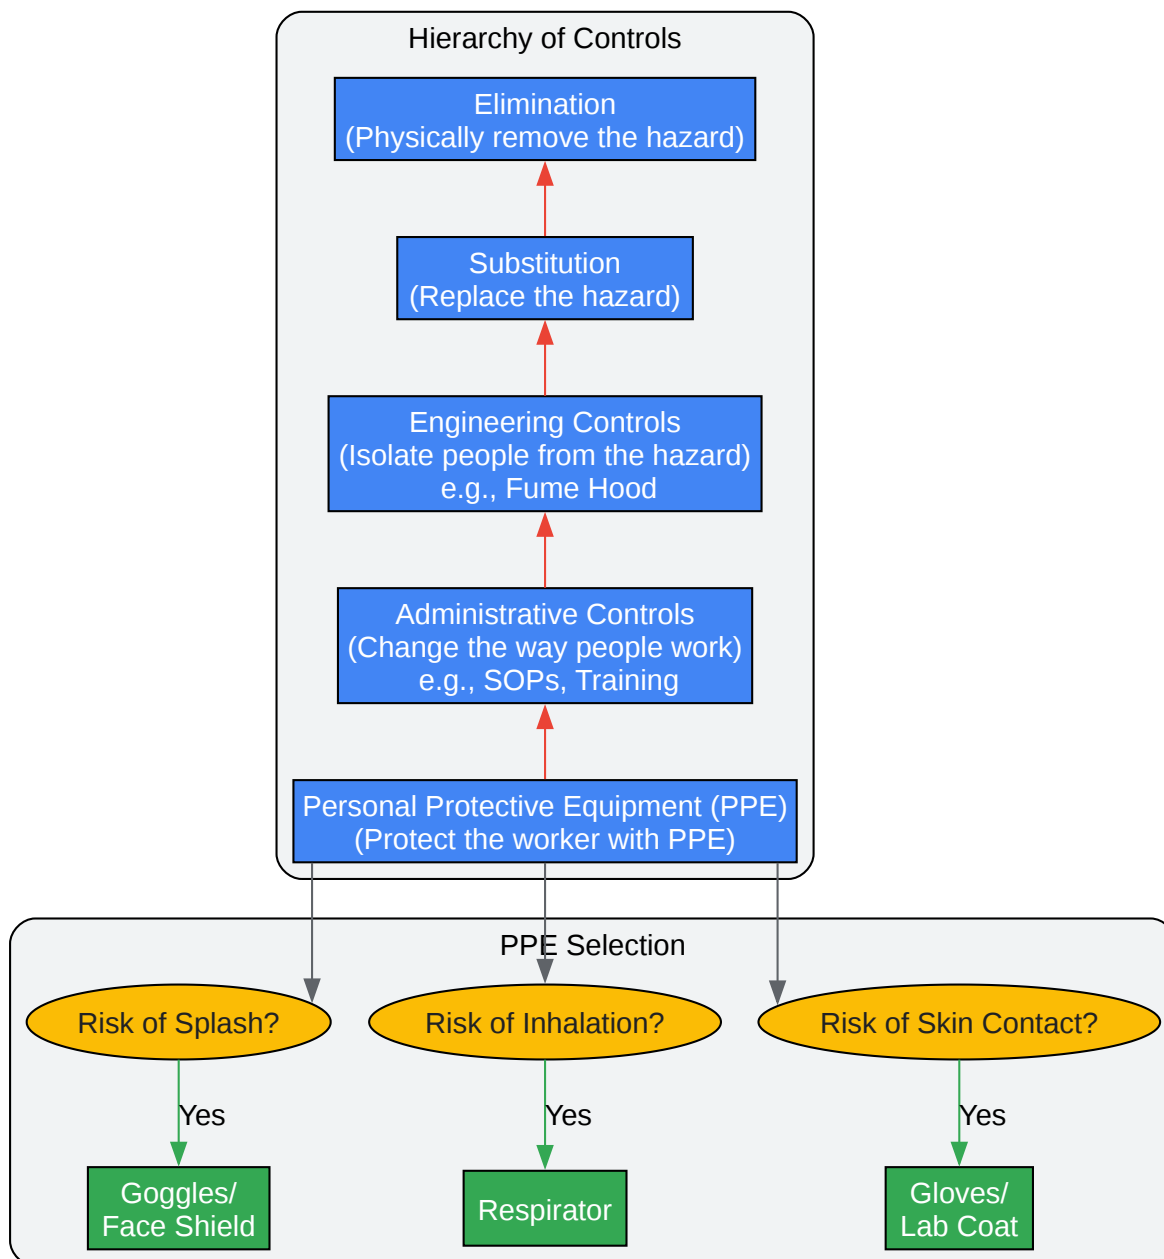 Hierarchy of Controls
Elimination
(Physically remove the hazard)
Substitution
(Replace the hazard)
Engineering Controls
(Isolate people from the hazard)
e.g., Fume Hood
Administrative Controls
(Change the way people work)
e.g., SOPs, Training
Personal Protective Equipment (PPE)
(Protect the worker with PPE)
PPE Selection
Risk of Splash?
Risk of Inhalation?
Risk of Skin Contact?
Yes
Yes
Yes
Goggles/
Face Shield
Respirator
Gloves/
Lab Coat